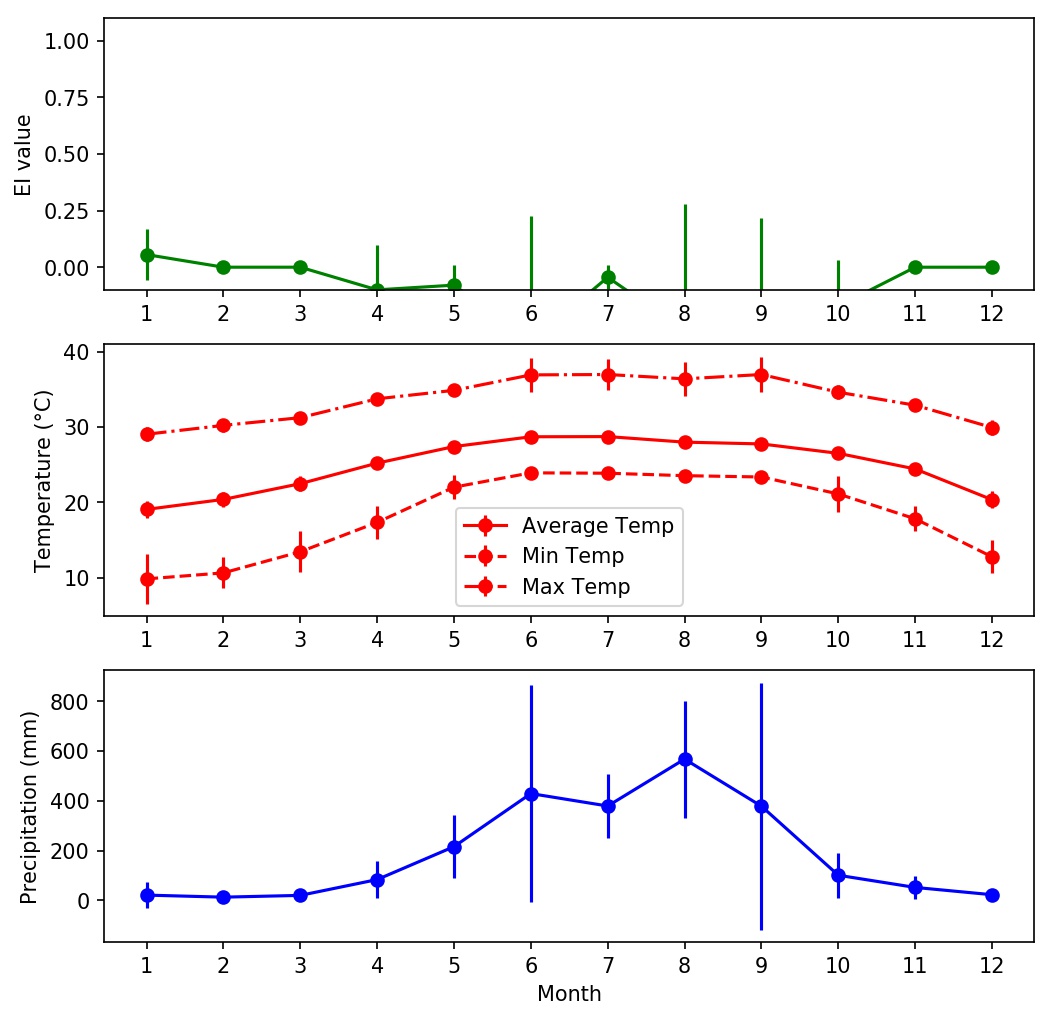 EI value
1.00
0.75
0.50
0.25
0.00
1 2 3 4 5 6 7 8 9 10 11 12
Temperature (°C)
40
30
20
10
Average Temp
Min Temp
Max Temp
1 2 3 4 5 6 7 8 9 10 11 12
Precipitation (mm)
800
600
400
200
0
1 2 3 4 5 6 7 8 9 10 11 12
Month